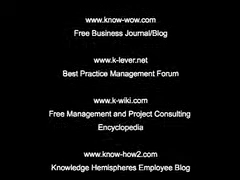 www.know-wow.com
Free Business Journal/Blog
www.k-lever.net
Best Practice Management Forum
www.k-wiki.com
Free Management and Project Consulting
Encyclopedia
www.know-how2.com
Knowledge Hemispheres Employee Blog